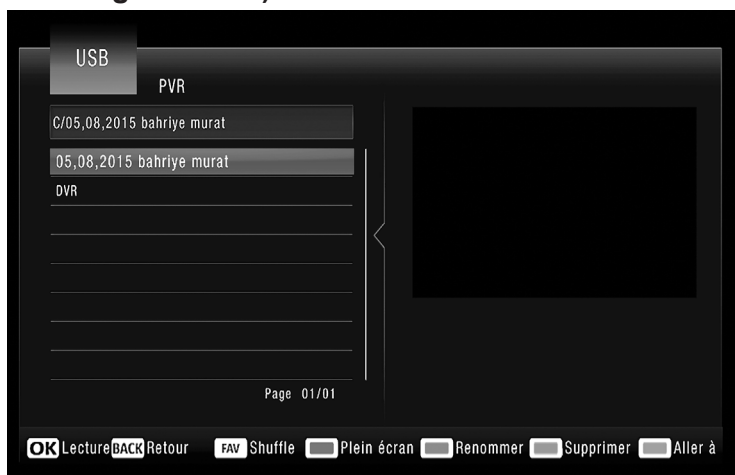 USB
PVR
C/05,08,2015 bahriye murat
05,08,2015 bahriye murat
DVR
Page 01/01
OK Lecture BACK Retour FAV Shuffle Plein écran Renommer Supprimer Aller à